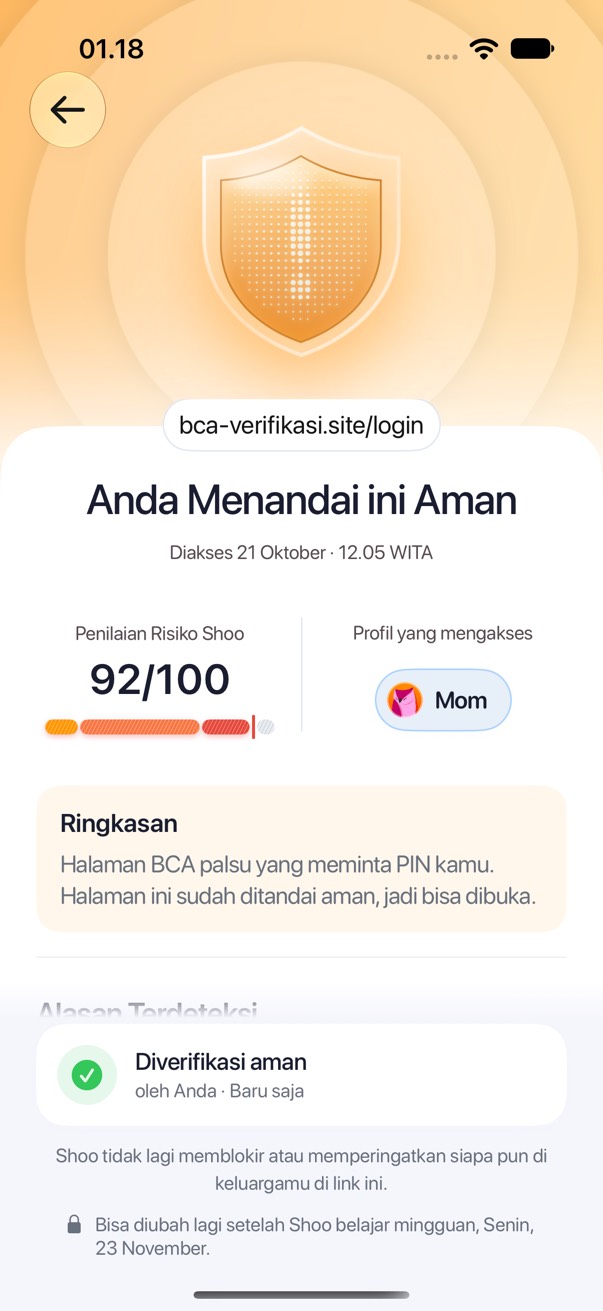 01.18
bca-verifikasi.site/login
Anda Menandai ini Aman
Diakses 21 Oktober · 12.05 WITA
Penilaian Risiko Shoo
92/100
Profil yang mengakses
Mom
Ringkasan
Halaman BCA palsu yang meminta PIN kamu.
Halaman ini sudah ditandai aman, jadi bisa dibuka.
Alasan Terdeteksi
Diverifikasi aman
oleh Anda · Baru saja
Shoo tidak lagi memblokir atau memperingatkan siapa pun di
keluargamu di link ini.
Bisa diubah lagi setelah Shoo belajar mingguan, Senin,
23 November.